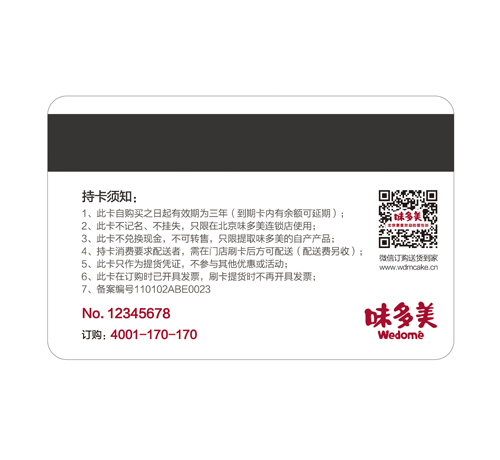 持卡须知：
1、此卡自购买之日起有效期为三年（到期卡内有余额可延期）；
2、此卡不记名、不挂失，只限在北京味多美连锁店使用；
3、此卡不兑换现金，不可转售，只限提取味多美的自产产品；
4、持卡消费要求配送者，需在门店刷卡后方可配送（配送费另收）；
5、此卡只作为提货凭证，不参与其他优惠或活动；
6、此卡在订购时已开具发票，刷卡提货时不再开具发票；
7、备案编号110102ABE0023
味多美
微信订购送货到家
www.wdmcake.cn
No. 12345678
订购：4001-170-170
味多美
Wedomé